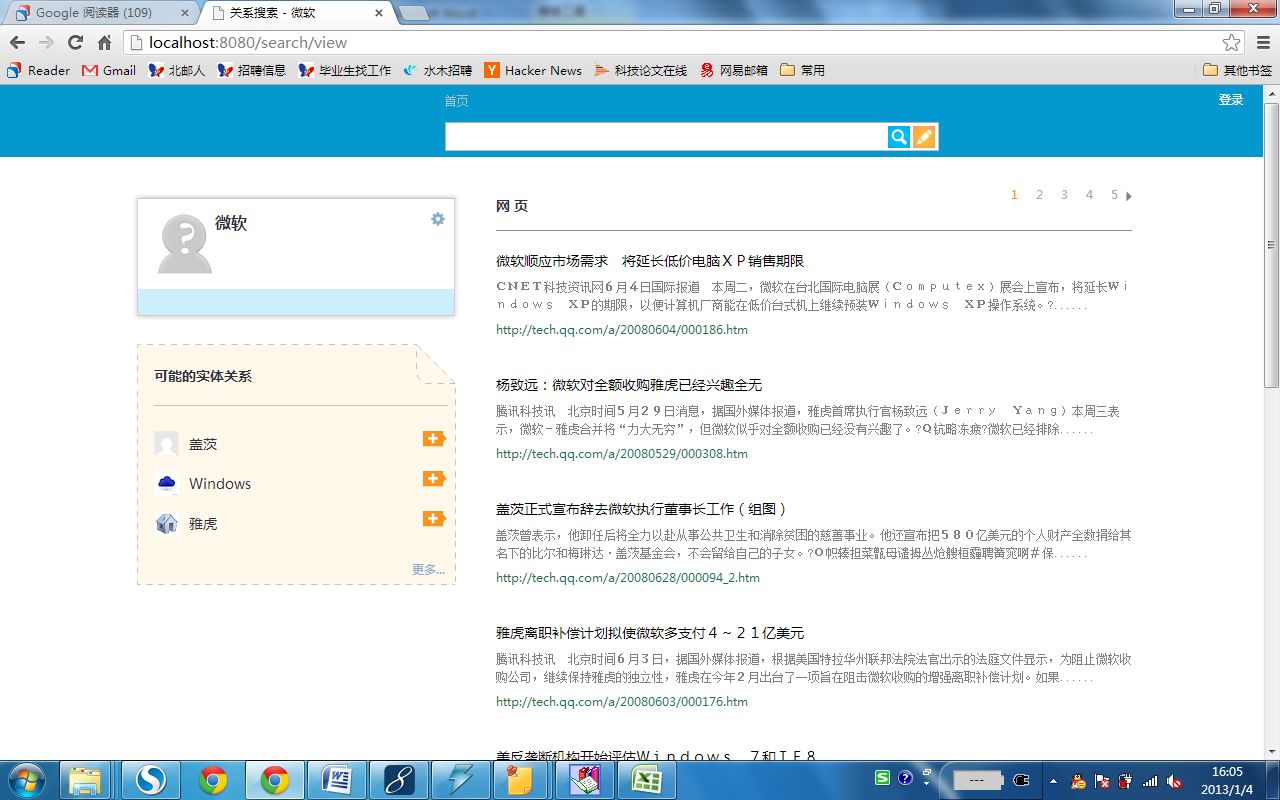 Google 阅读器 (109)
关系搜索 - 微软
localhost:8080/search/view
Reader
Gmail
北邮人
招聘信息
毕业生找工作
水木招聘
Hacker News
科技论文在线
网易邮箱
常用
其他书签
首页
登录
微软
可能的实体关系
盖茨
Windows
雅虎
更多...
网 页
1 2 3 4 5
微软顺应市场需求　将延长低价电脑ＸＰ销售期限
ＣＮＥＴ科技资讯网６月４日国际报道　本周二，微软在台北国际电脑展（Ｃｏｍｐｕｔｅｘ）展会上宣布，将延长Ｗｉ
ｎｄｏｗｓ　ＸＰ的期限，以便计算机厂商能在低价台式机上继续预装Ｗｉｎｄｏｗｓ　ＸＰ操作系统。?......
http://tech.qq.com/a/20080604/000186.htm
杨致远：微软对全额收购雅虎已经兴趣全无
腾讯科技讯　北京时间５月２９日消息，据国外媒体报道，雅虎首席执行官杨致远（Ｊｅｒｒｙ　Ｙａｎｇ）本周三表
示，微软－雅虎合并将“力大无穷”，但微软似乎对全额收购已经没有兴趣了。?Q钪略冻疲?微软已经排除......
http://tech.qq.com/a/20080529/000308.htm
盖茨正式宣布辞去微软执行董事长工作（组图）
盖茨曾表示，他卸任后将全力以赴从事公共卫生和消除贫困的慈善事业。他还宣布把５８０亿美元的个人财产全数捐给其
名下的比尔和梅琳达·盖茨基金会，不会留给自己的子女。
http://tech.qq.com/a/20080628/000094_2.htm
雅虎离职补偿计划拟使微软多支付４～２１亿美元
腾讯科技讯　北京时间６月３日，据国外媒体报道，根据美国特拉华州联邦法院法官出示的法庭文件显示，为阻止微软收
购公司，继续保持雅虎的独立性，雅虎在今年２月出台了一项旨在阻击微软收购的增强离职补偿计划。如果......
http://tech.qq.com/a/20080603/000176.htm
美反垄断机构开始评估Ｗｉｎｄｏｗｓ　７和ＩＥ８
16:05
2013/1/4